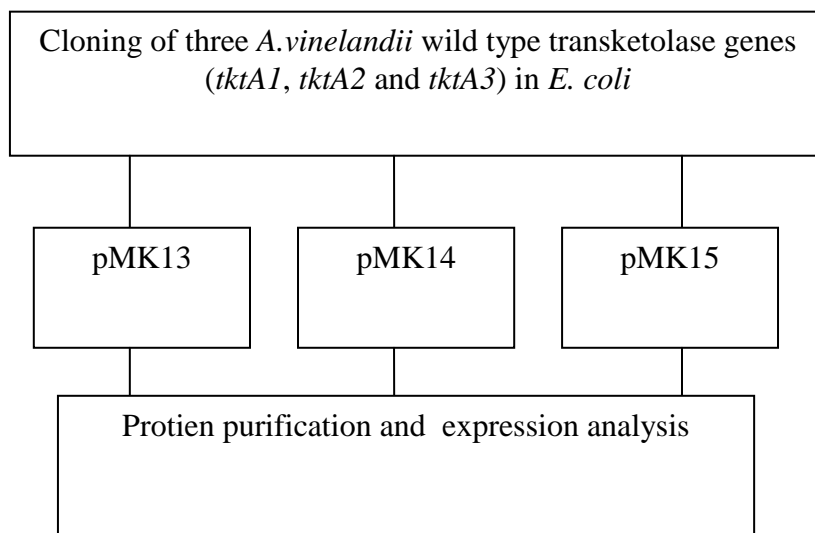 Cloning of three A.vinelandii wild type transketolase genes
(tktA1, tktA2 and tktA3) in E. coli
pMK13
pMK14
pMK15
Protien purification and expression analysis